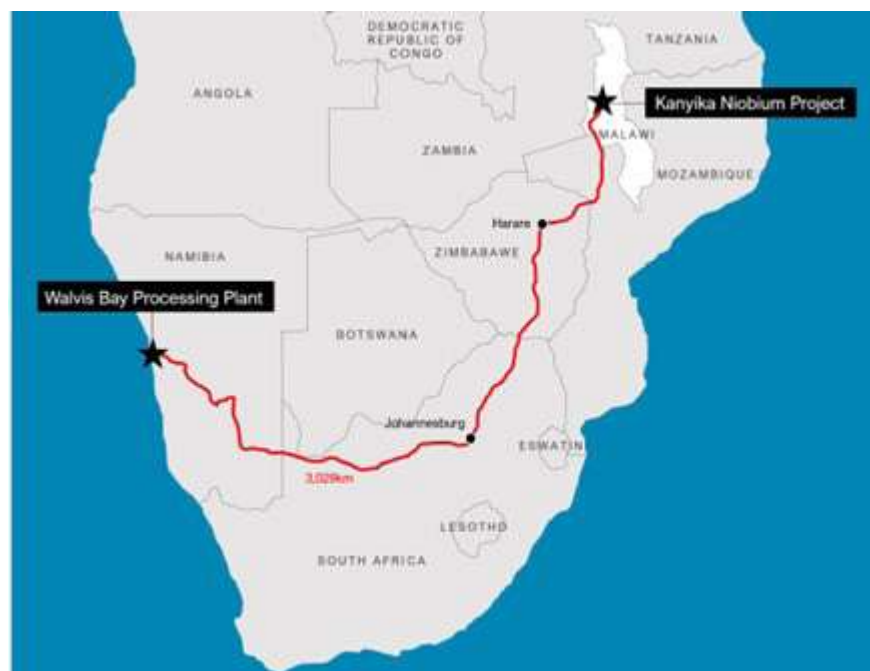 DEMOCRATIC
REPUBLIC OF
CONGO
TANZANIA
ANGOLA
Kanyika Niobium Project
MALAWI
ZAMBIA
MOZAMBIQUE
Harare
NAMIBIA
ZIMBABAWE
Walvis Bay Processing Plant
BOTSWANA
Johannesburg
ESWATINI
3,029km
LESOTHO
SOUTH AFRICA